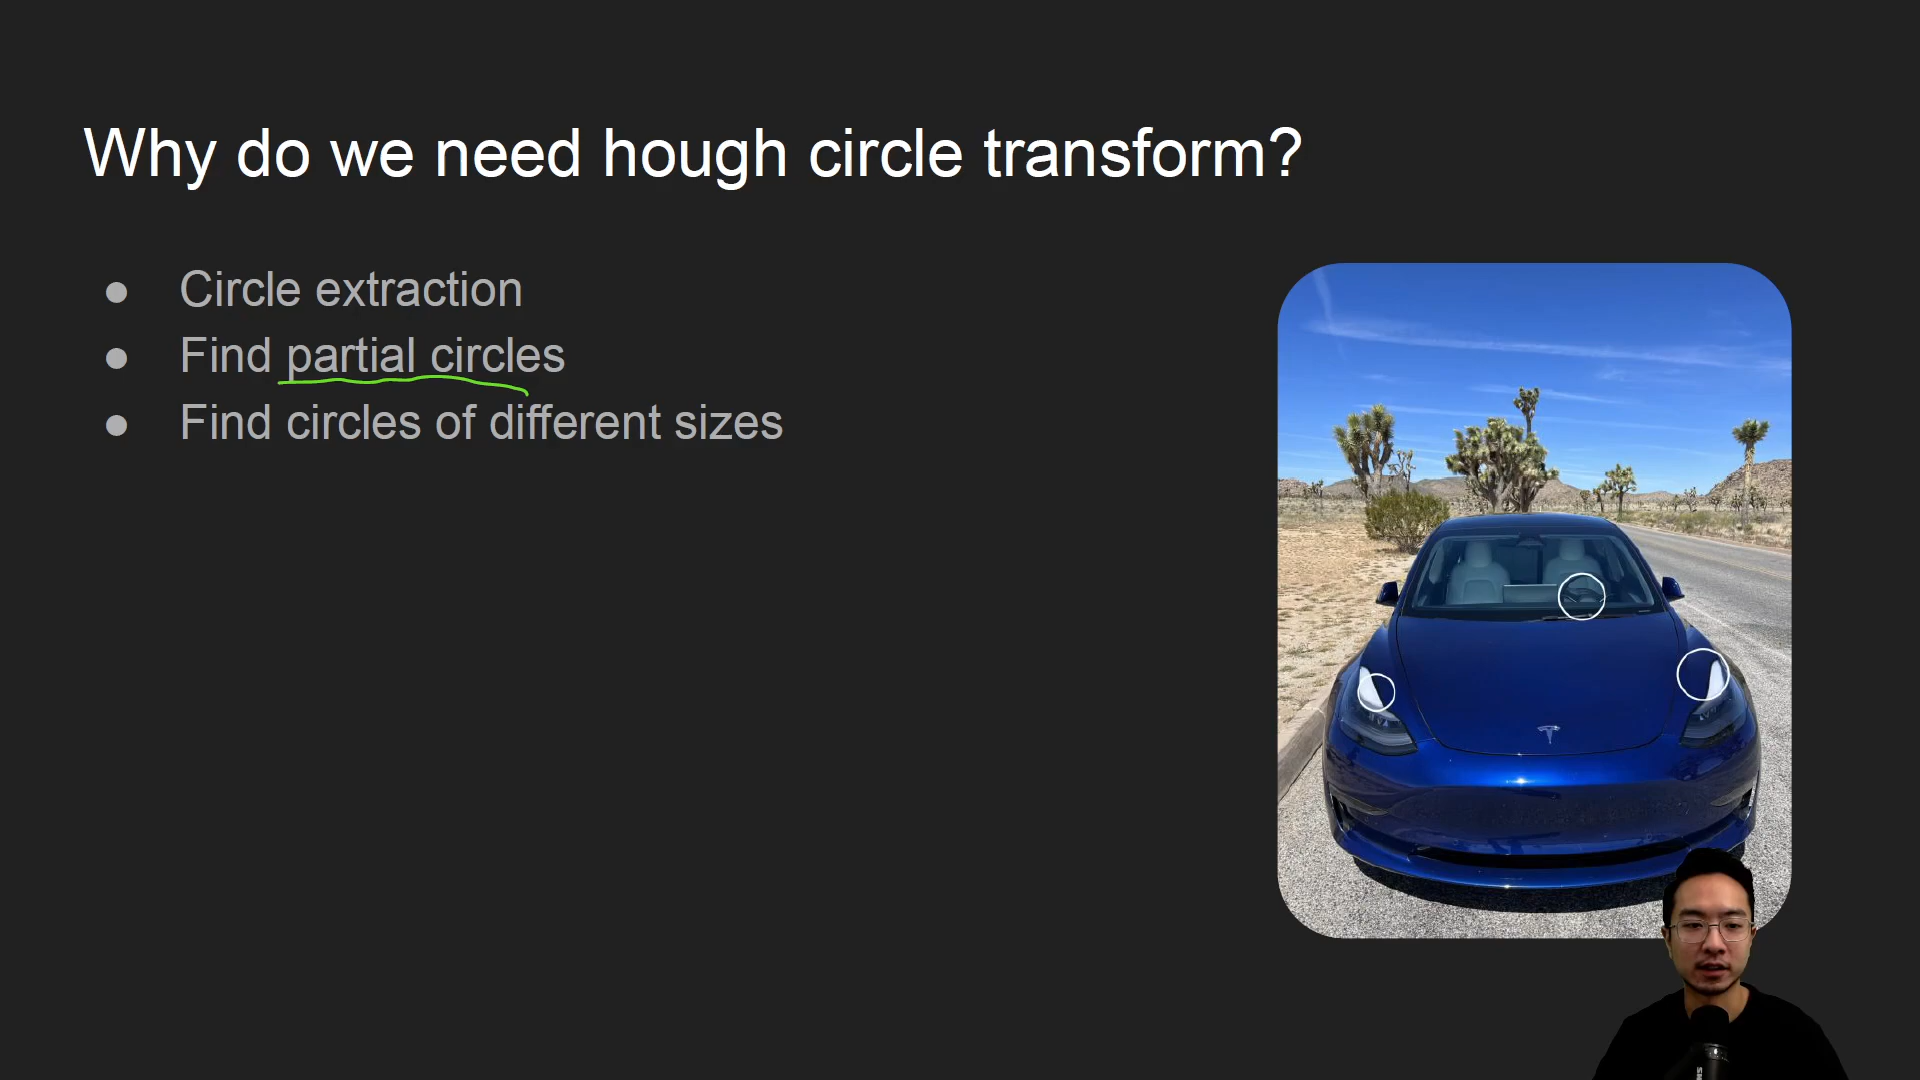 Why do we need hough circle transform?
● Circle extraction
● Find partial circles
● Find circles of different sizes